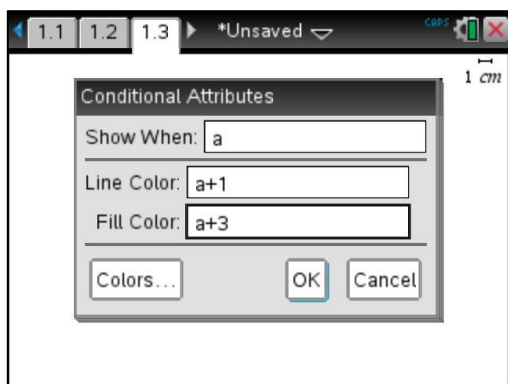 1.1 1.2 1.3 *Unsaved CAPS
1 cm
Conditional Attributes
Show When: a
Line Color: a+1
Fill Color: a+3
Colors... OK Cancel